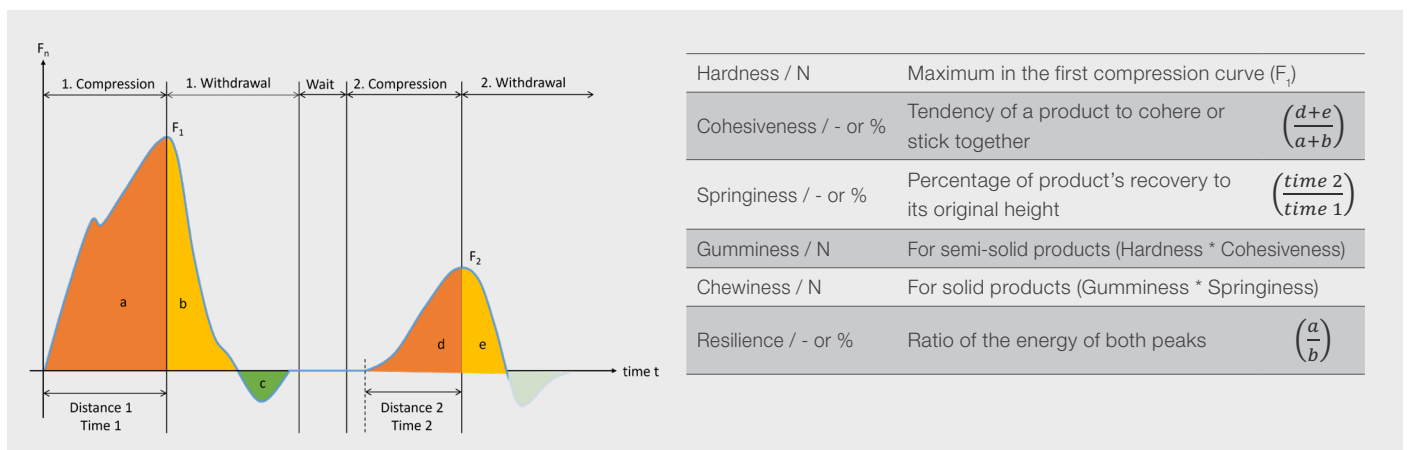 Fₙ
1. Compression
1. Withdrawal
Wait
2. Compression
2. Withdrawal
F₁
F₂
a
b
c
d
e
time t
Distance 1
Time 1
Distance 2
Time 2
Hardness / N Maximum in the first compression curve (F₁)
Cohesiveness / - or % Tendency of a product to cohere or
stick together
(d+e / a+b)
Springiness / - or % Percentage of product's recovery to
its original height
(time 2 / time 1)
Gumminess / N For semi-solid products (Hardness * Cohesiveness)
Chewiness / N For solid products (Gumminess * Springiness)
Resilience / - or % Ratio of the energy of both peaks (a / b)